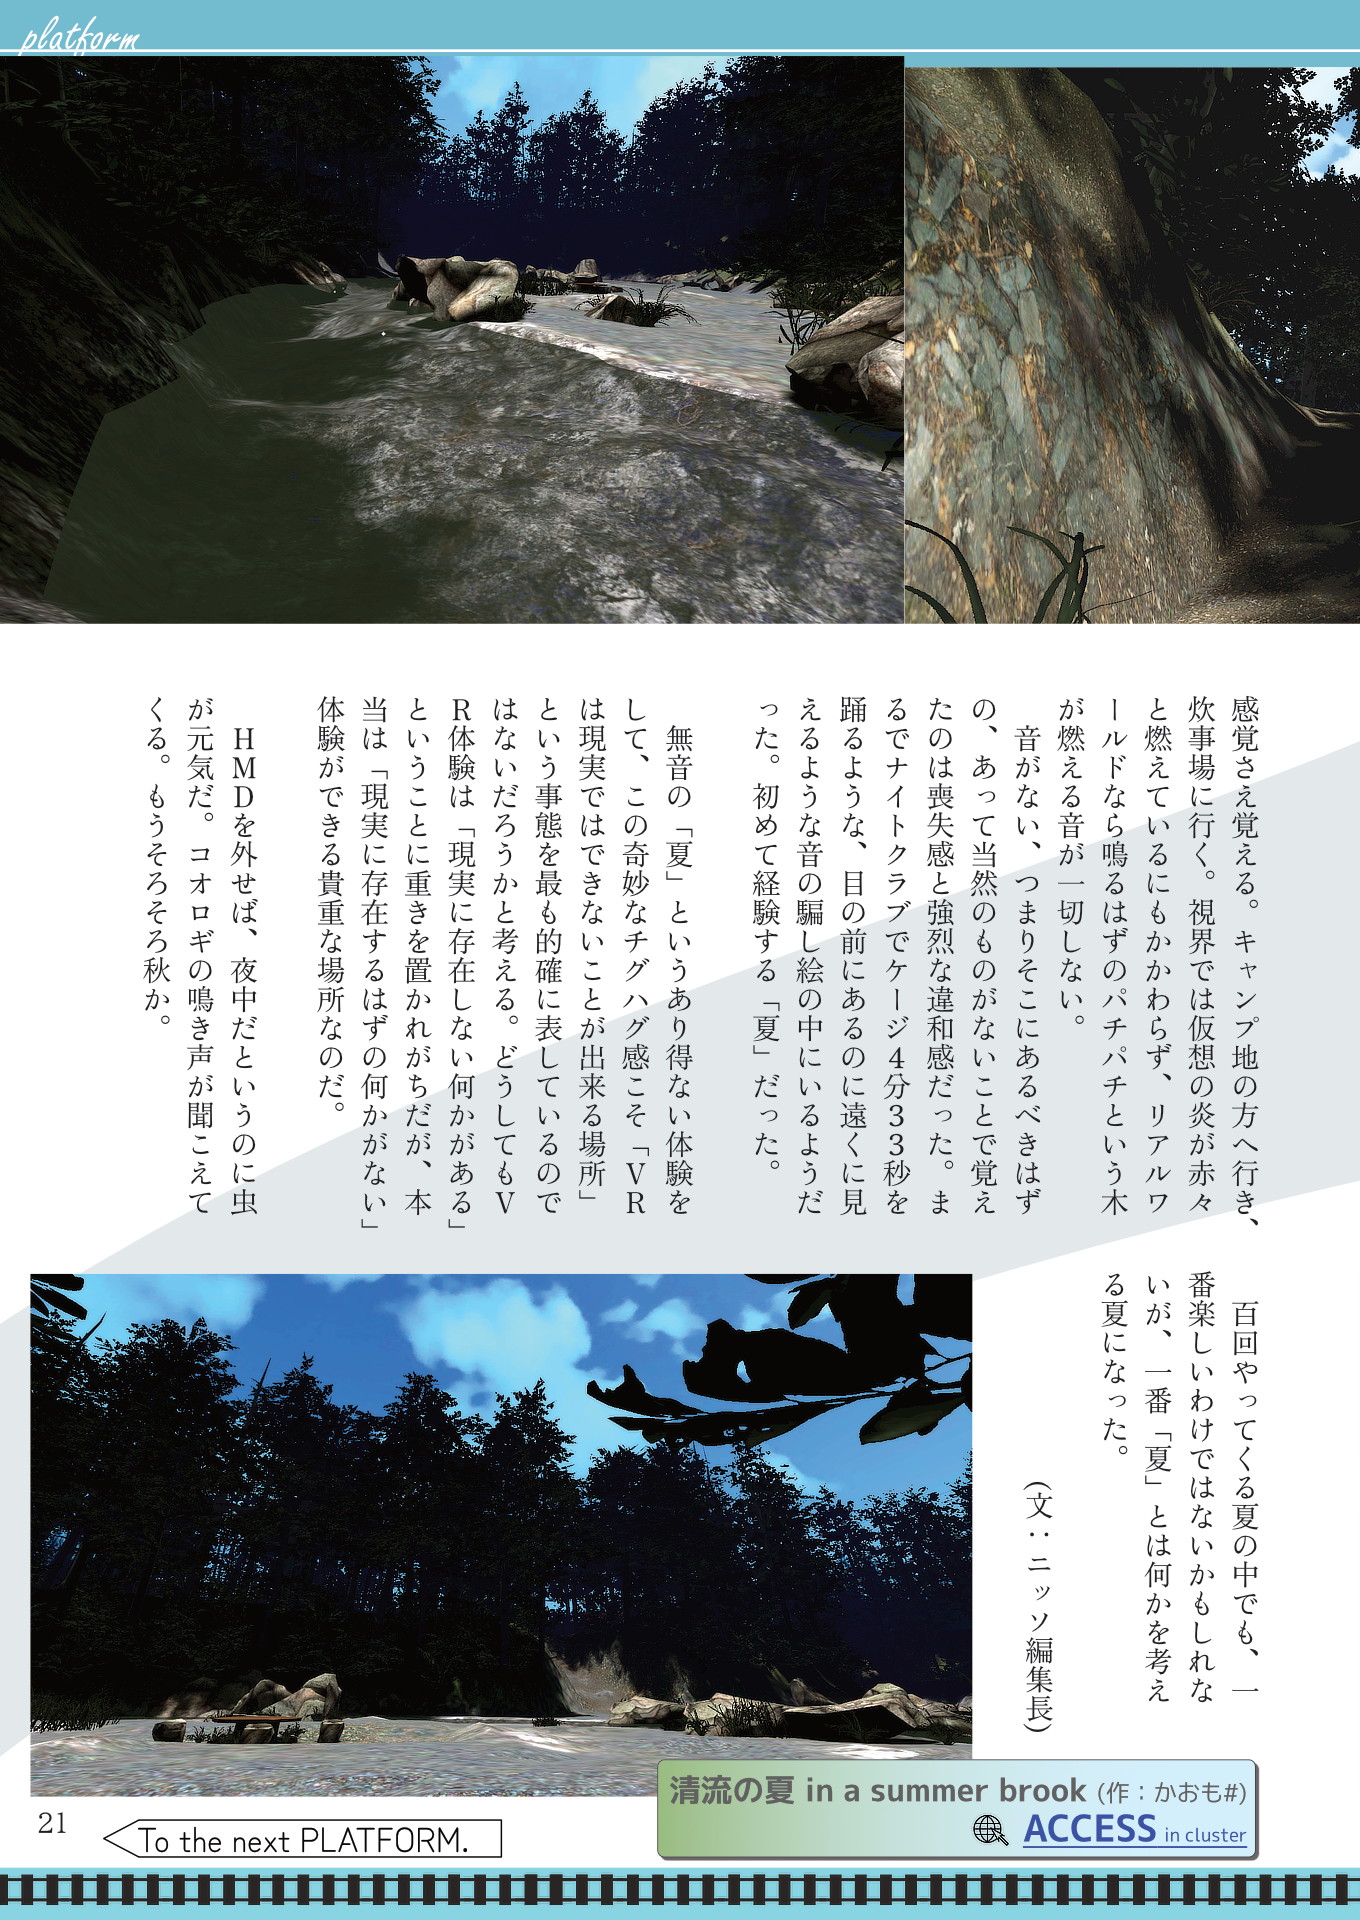 platform
感覚さえ覚える。キャンプ地の方へ行き、
炊事場に行く。視界では仮想の炎が赤々
と燃えているにもかかわらず、リアルワ
ールドなら鳴るはずのパチパチという木
が燃える音が一切しない。
音がない、つまりそこにあるべきはず
の、あって当然のものがないことで覚え
たのは喪失感と強烈な違和感だった。ま
るでナイトクラブでケージ4分33秒を
踊るような、目の前にあるのに遠くに見
えるような音の騙し絵の中にいるようだ
った。初めて経験する「夏」だった。
無音の「夏」というあり得ない体験を
して、この奇妙なチグハグ感こそ「VR
は現実ではできないことが出来る場所」
という事態を最も的確に表しているので
はないだろうかと考える。どうしてもV
R体験は「現実に存在しない何かがある」
ということに重きを置かれがちだが、本
当は「現実に存在するはずの何かがない」
体験ができる貴重な場所なのだ。
HMDを外せば、夜中だというのに虫
が元気だ。コオロギの鳴き声が聞こえて
くる。もうそろそろ秋か。
百回やってくる夏の中でも、一
番楽しいわけではないかもしれな
いが、一番「夏」とは何かを考え
る夏になった。
(文：ニッソ編集長)
清流の夏 in a summer brook (作：かおも#)
ACCESS in cluster
21
To the next PLATFORM.